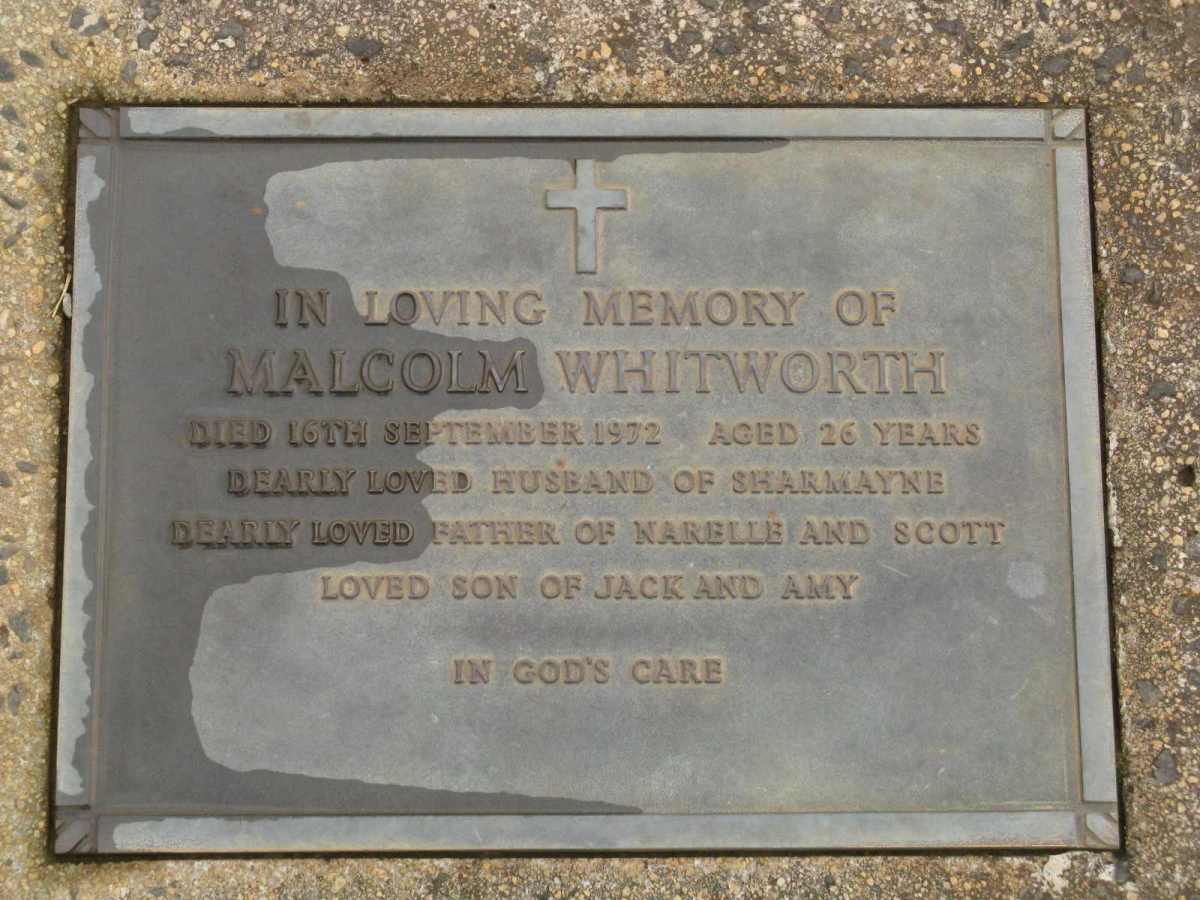 IN LOVING MEMORY OF
MALCOLM WHITWORTH
DIED 16TH SEPTEMBER 1972 AGED 26 YEARS
DEARLY LOVED HUSBAND OF SHARMAYNE
DEARLY LOVED FATHER OF NARELLE AND SCOTT
LOVED SON OF JACK AND AMY
IN GOD'S CARE